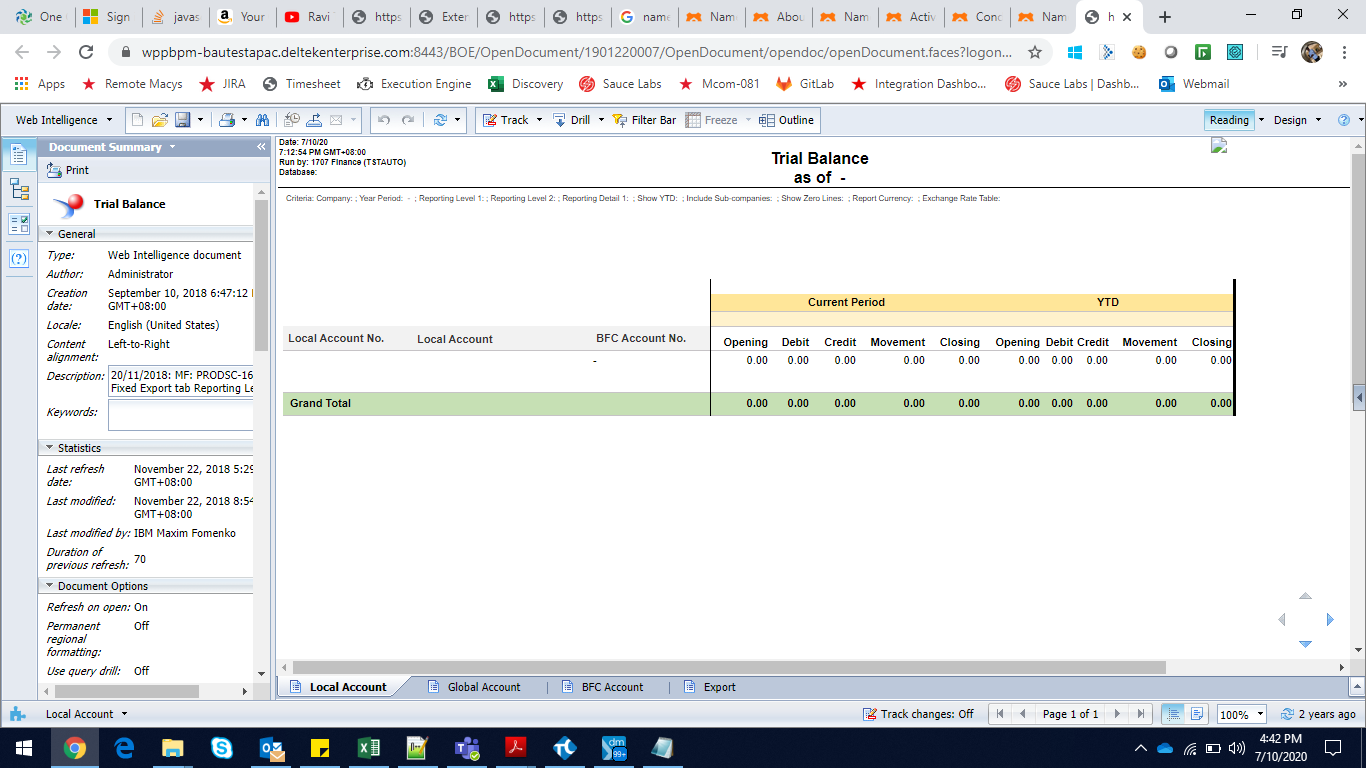 One
Sign
javas
Your
Ravi
https
Exter
https
https
name
Nam
Abou
Nam
Activ
Conc
Nam
h
wppbpm-bautestapac.deltekenterprise.com:8443/BOE/OpenDocument/1901220007/OpenDocument/opendoc/openDocument.faces?logon...
Apps
Remote Macys
JIRA
Timesheet
Execution Engine
Discovery
Sauce Labs
Mcom-081
GitLab
Integration Dashbo...
Sauce Labs | Dashb...
Webmail
»
Web Intelligence
Track
Drill
Filter Bar
Freeze
Outline
Reading
Design
Document Summary
«
Print
Trial Balance
General
Type: Web Intelligence document
Author: Administrator
Creation September 10, 2018 6:47:12
date: GMT+08:00
Locale: English (United States)
Content Left-to-Right
alignment:
Description: 20/11/2018: MF: PRODSC-16
Fixed Export tab Reporting Le
Keywords:
Statistics
Last refresh November 22, 2018 5:29
date: GMT+08:00
Last modified: November 22, 2018 8:54
GMT+08:00
Last modified by: IBM Maxim Fomenko
Duration of
previous refresh: 70
Document Options
Refresh on open: On
Permanent Off
regional
formatting:
Use query drill: Off
Date: 7/10/20
7:12:54 PM GMT+08:00
Run by: 1707 Finance (TSTAUTO)
Database:
Trial Balance
as of -
Criteria: Company: ; Year Period: - ; Reporting Level 1: ; Reporting Level 2: ; Reporting Detail 1: ; Show YTD: ; Include Sub-companies: ; Show Zero Lines: ; Report Currency: ; Exchange Rate Table:
Current Period YTD
Local Account No. Local Account BFC Account No. Opening Debit Credit Movement Closing Opening Debit Credit Movement Closing
- 0.00 0.00 0.00 0.00 0.00 0.00 0.00 0.00 0.00 0.00
Grand Total 0.00 0.00 0.00 0.00 0.00 0.00 0.00 0.00 0.00 0.00
Local Account
Global Account
BFC Account
Export
Local Account
Track changes: Off
Page 1 of 1
100%
2 years ago
dm
99+
4:42 PM
7/10/2020